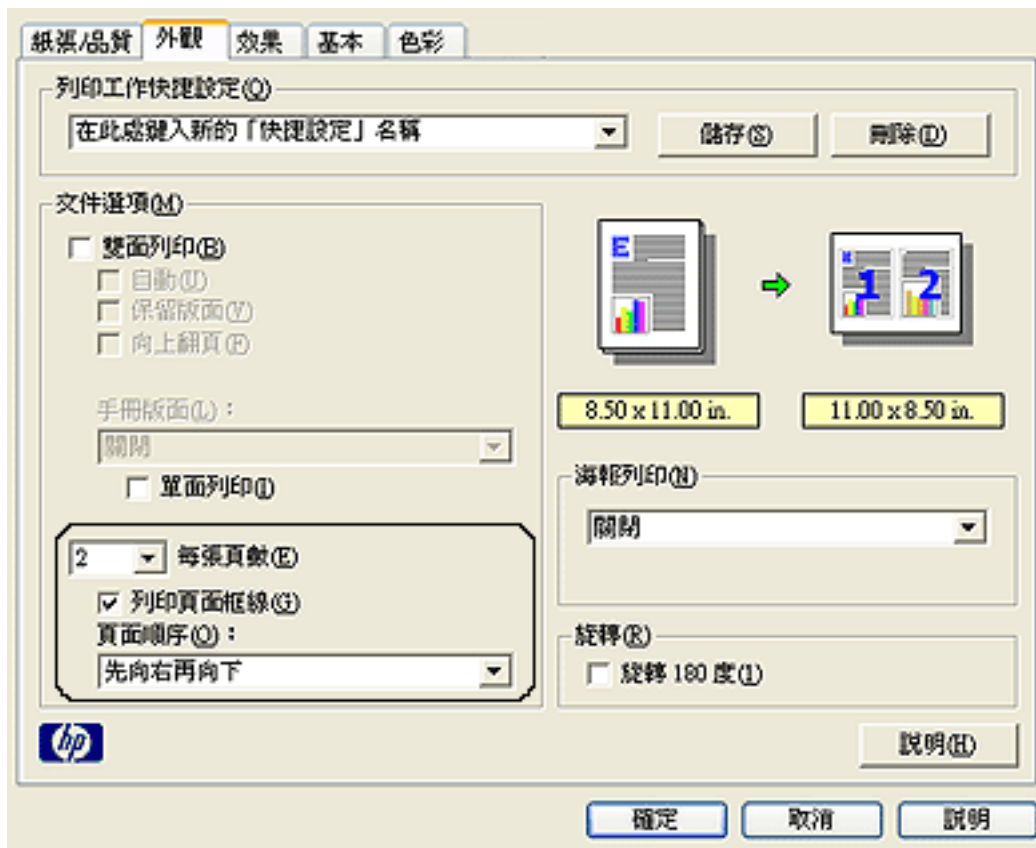 紙張/品質 外觀 效果 基本 色彩
列印工作快捷設定(Q)
在此處鍵入新的「快捷設定」名稱 儲存(S) 刪除(D)
文件選項(M)
雙面列印(B)
自動(U)
保留版面(V)
向上翻頁(F)
手冊版面(L)：
關閉
單面列印(I)
2 每張頁數(E)
列印頁面框線(G)
頁面順序(O)：
先向右再向下
E
1 2
8.50 x 11.00 in. 11.00 x 8.50 in.
海報列印(N)
關閉
旋轉(R)
旋轉 180 度(1)
hp
說明(H)
確定 取消 說明